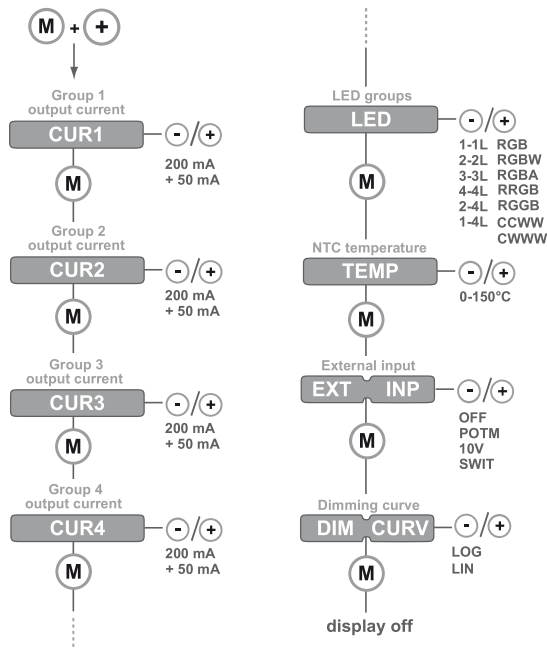 M + +
Group 1
output current
CUR1 - / +
200 mA
+ 50 mA
M
Group 2
output current
CUR2 - / +
200 mA
+ 50 mA
M
Group 3
output current
CUR3 - / +
200 mA
+ 50 mA
M
Group 4
output current
CUR4 - / +
200 mA
+ 50 mA
M
LED groups
LED - / +
1-1L RGB
2-2L RGBW
3-3L RGBA
4-4L RRGB
2-4L RGGB
1-4L CCWW
CWWW
M
NTC temperature
TEMP - / +
0-150°C
M
External input
EXT INP - / +
OFF
POTM
10V
SWIT
M
Dimming curve
DIM CURV - / +
LOG
LIN
M
display off